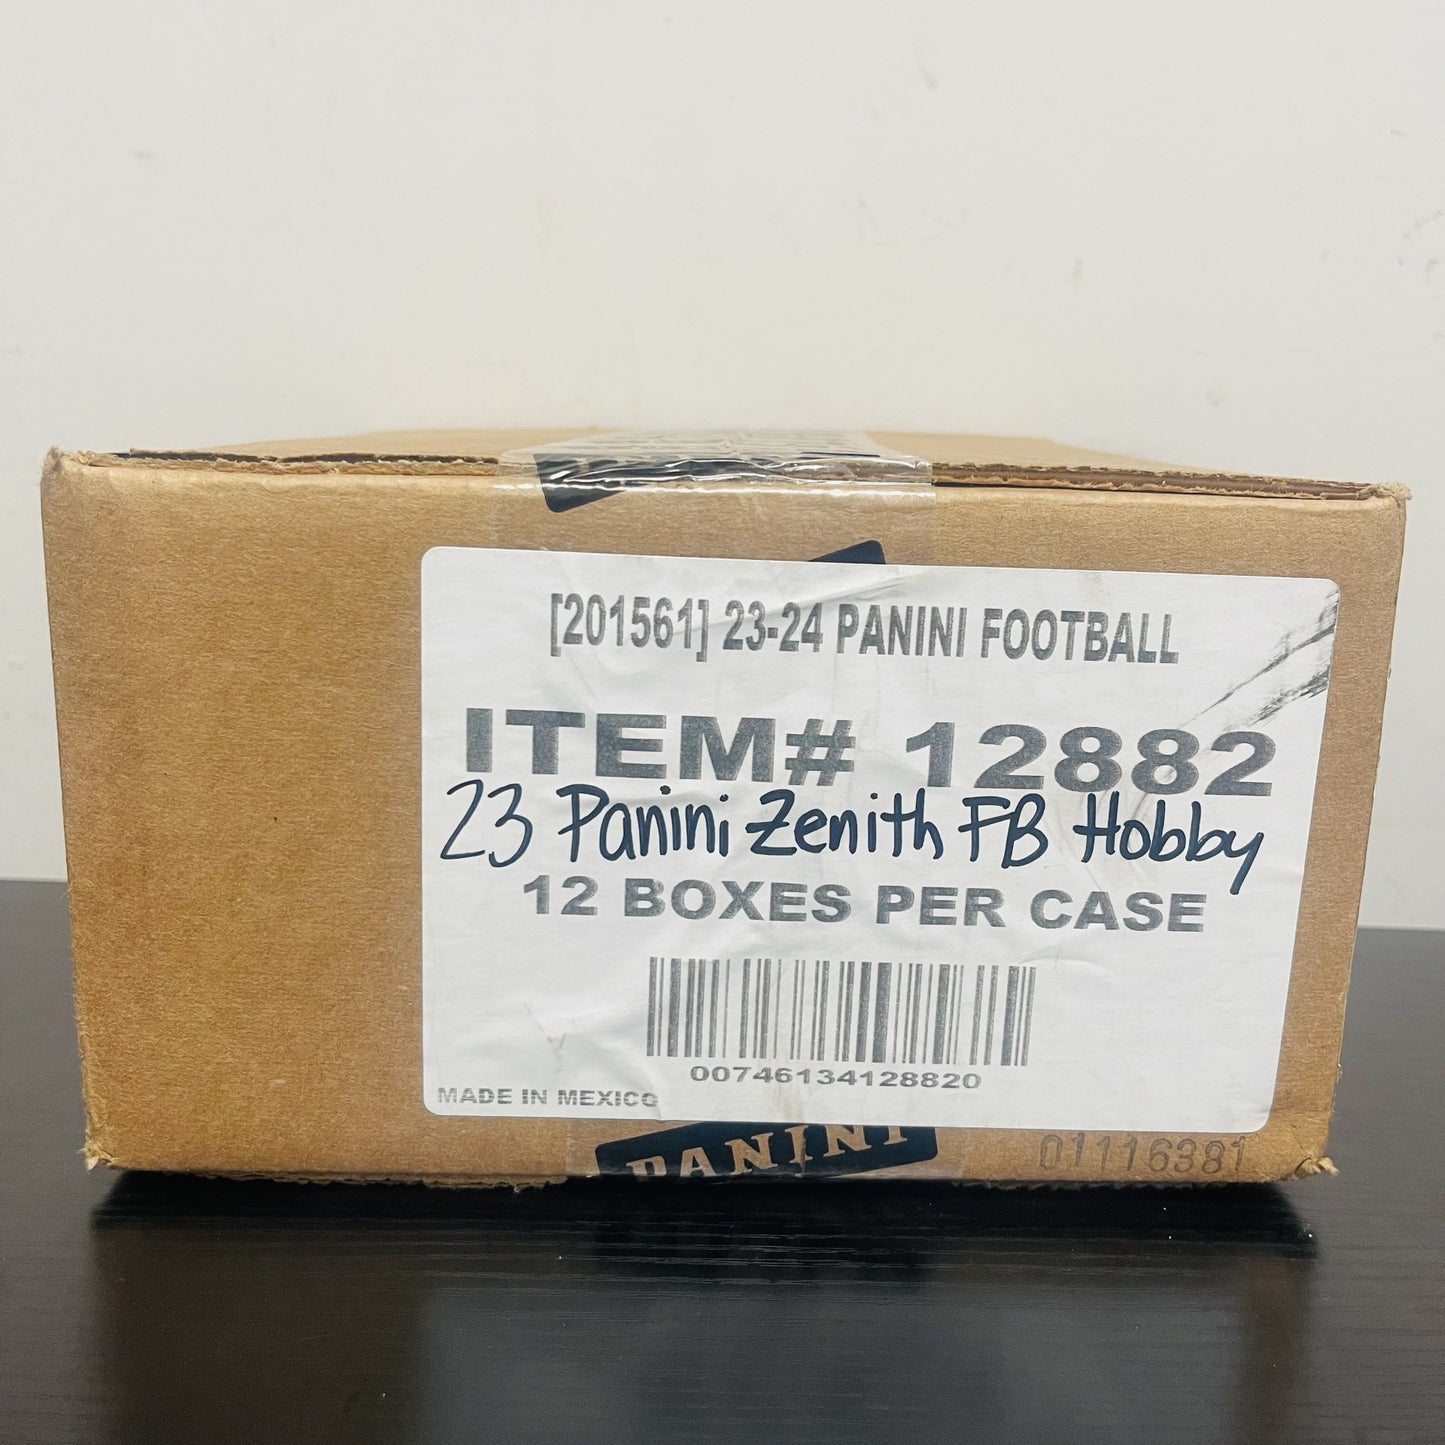 [201561] 23-24 PANINI FOOTBALL
ITEM# 12882
23 Panini Zenith FB Hobby
12 BOXES PER CASE
00746134128820
MADE IN MEXICO
PANINI
01116381